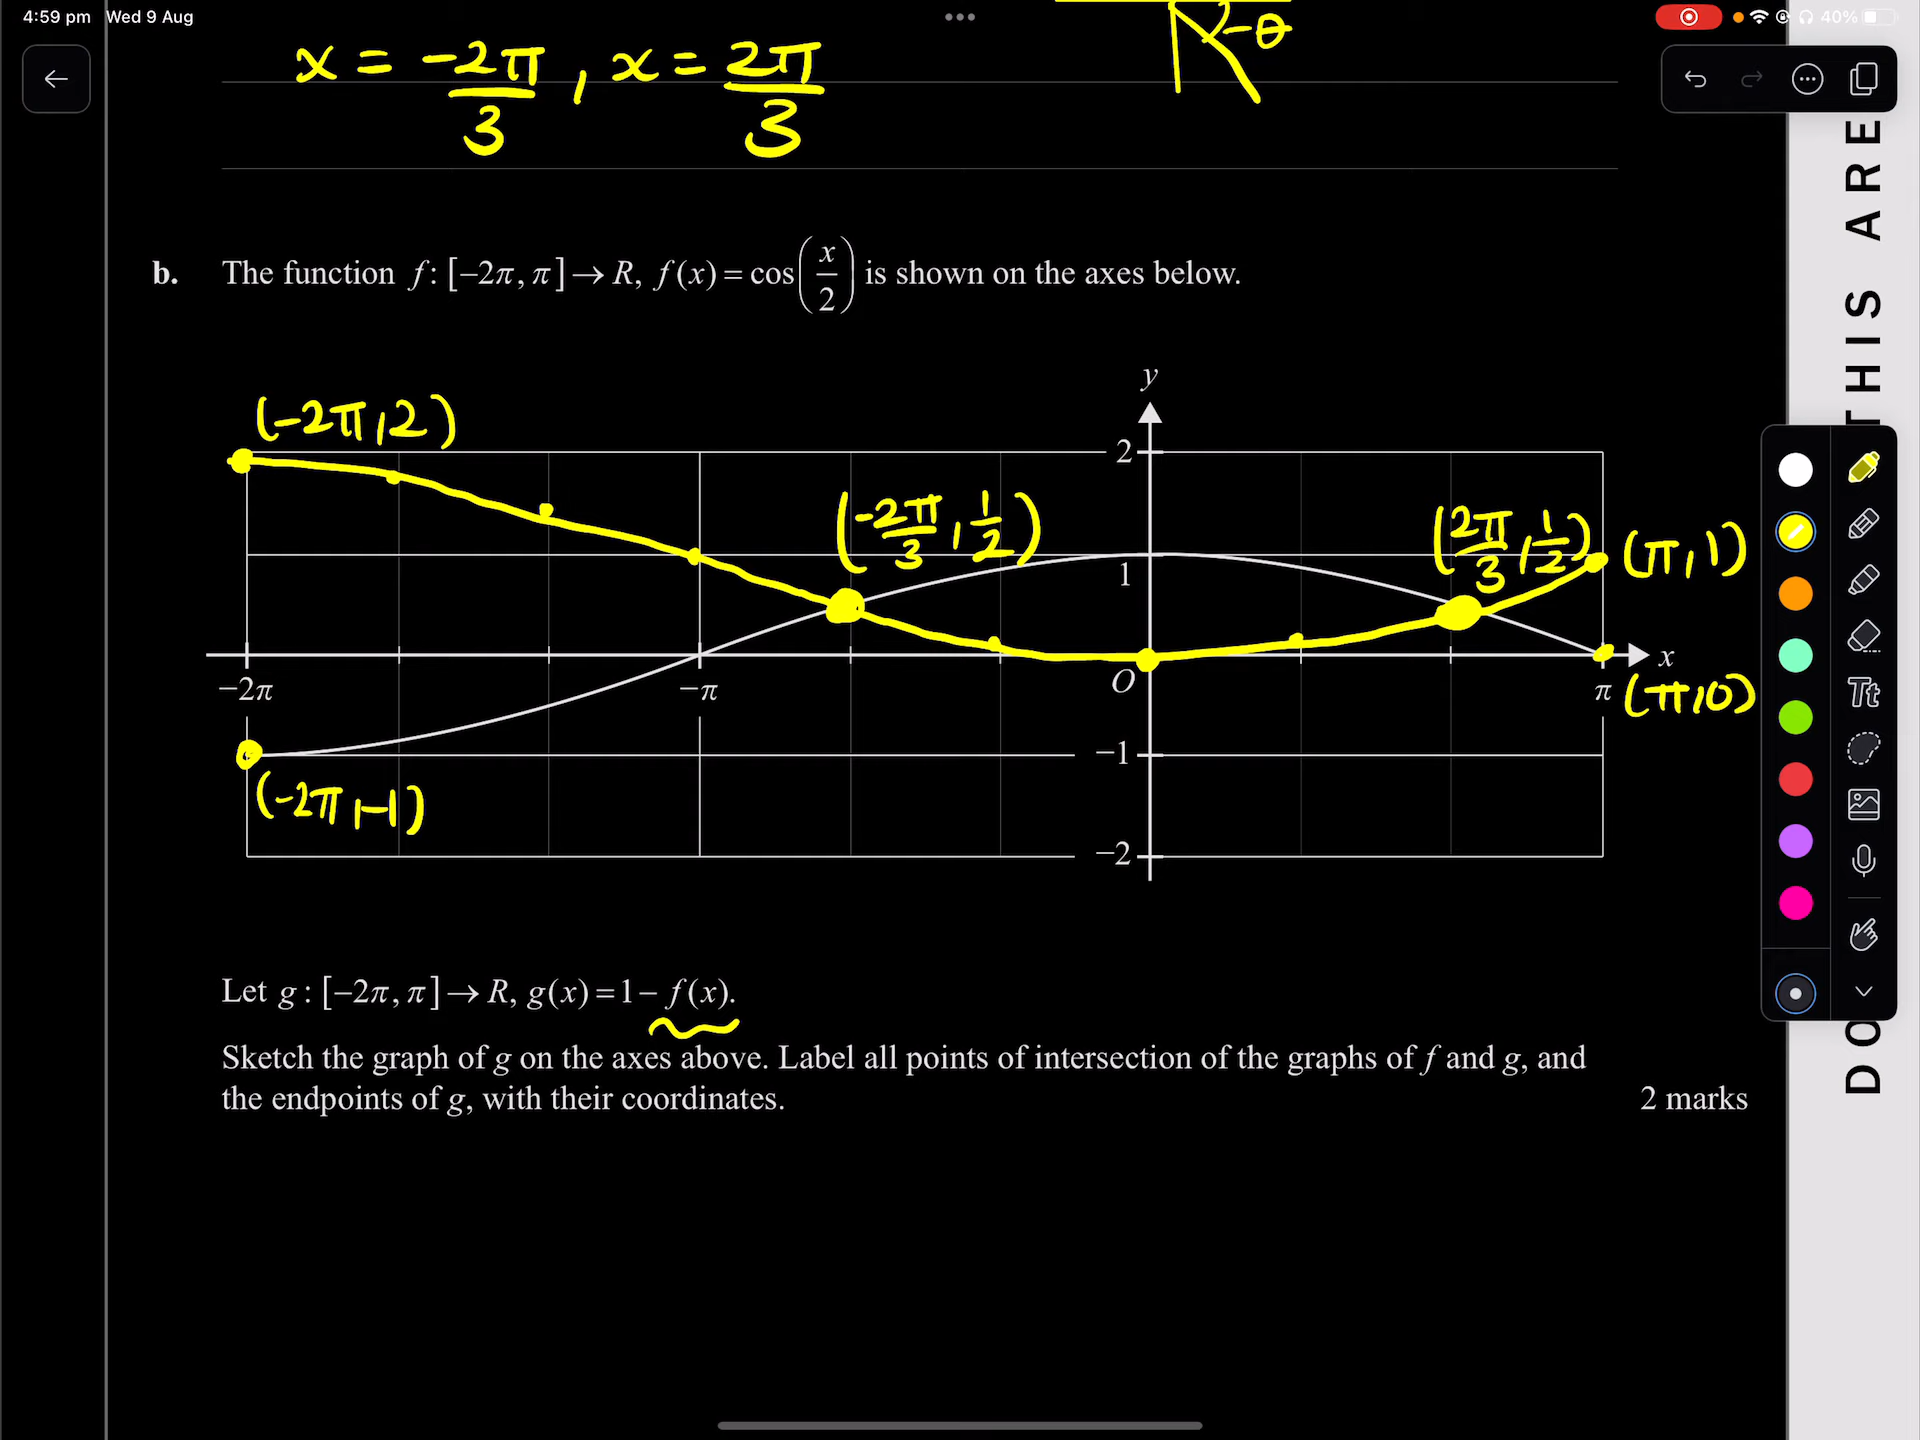 4:59 pm Wed 9 Aug
40%
x = -2π/3 , x = 2π/3
-θ
b. The function f: [−2π, π] → R, f(x) = cos(x/2) is shown on the axes below.
y
(-2π, 2)
2
(-2π/3, 1/2)
(2π/3, 1/2)
(π, 1)
1
x
−2π
−π
O
π
(π, 0)
−1
(-2π, -1)
−2
Let g : [−2π, π] → R, g(x) = 1 − f(x).
Sketch the graph of g on the axes above. Label all points of intersection of the graphs of f and g, and
the endpoints of g, with their coordinates.
2 marks
Tt
DO
THIS ARE